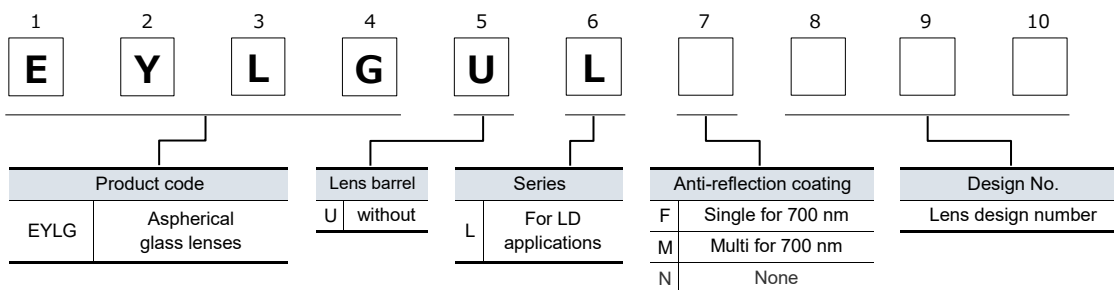 1 2 3 4 5 6 7 8 9 10
E Y L G U L
Product code
EYLG Aspherical
glass lenses
Lens barrel
U without
Series
L For LD
applications
Anti-reflection coating
F Single for 700 nm
M Multi for 700 nm
N None
Design No.
Lens design number